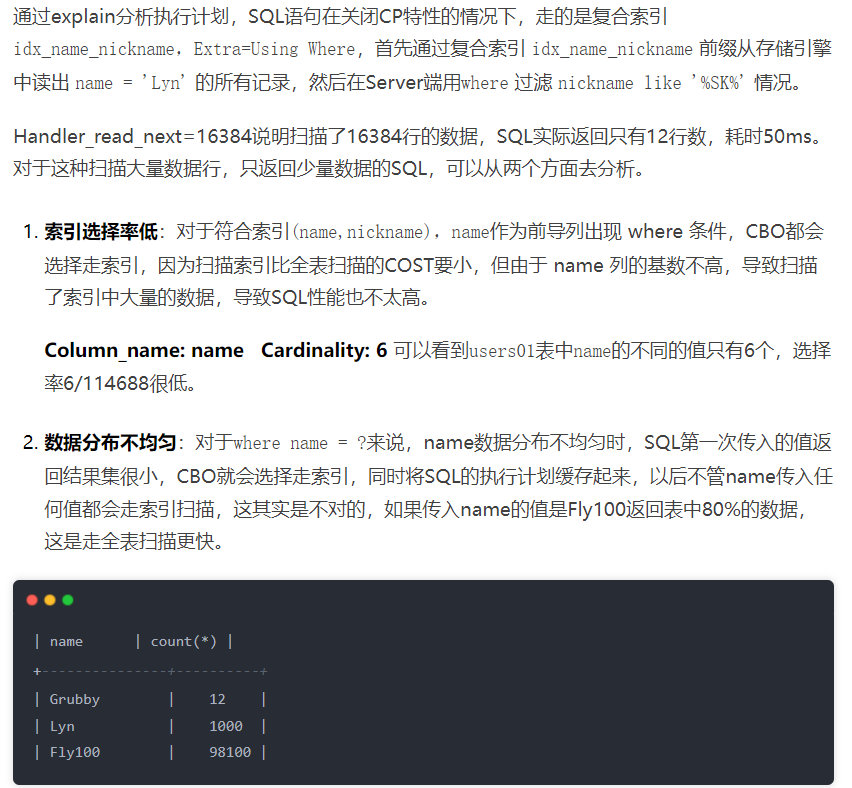 通过explain分析执行计划，SQL语句在关闭CP特性的情况下，走的是复合索引
idx_name_nickname，Extra=Using Where，首先通过复合索引 idx_name_nickname 前缀从存储引擎
中读出 name = 'Lyn' 的所有记录，然后在Server端用where 过滤 nickname like '%SK%' 情况。
Handler_read_next=16384说明扫描了16384行的数据，SQL实际返回只有12行数，耗时50ms。
对于这种扫描大量数据行，只返回少量数据的SQL，可以从两个方面去分析。
1. 索引选择率低：对于符合索引(name,nickname)，name作为前导列出现 where 条件，CBO都会
选择走索引，因为扫描索引比全表扫描的COST要小，但由于 name 列的基数不高，导致扫描
了索引中大量的数据，导致SQL性能也不太高。
Column_name: name   Cardinality: 6 可以看到users01表中name的不同的值只有6个，选择
率6/114688很低。
2. 数据分布不均匀：对于where name = ?来说，name数据分布不均匀时，SQL第一次传入的值返
回结果集很小，CBO就会选择走索引，同时将SQL的执行计划缓存起来，以后不管name传入任
何值都会走索引扫描，这其实是不对的，如果传入name的值是Fly100返回表中80%的数据，
这是走全表扫描更快。
| name      | count(*) |
+---------------+----------+
| Grubby        |    12    |
| Lyn           |    1000  |
| Fly100        |    98100 |